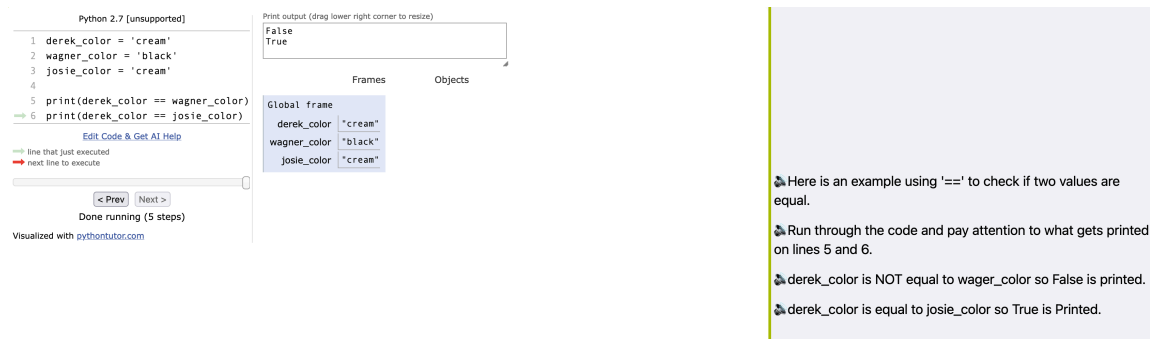 Python 2.7 [unsupported]
1 derek_color = 'cream'
2 wagner_color = 'black'
3 josie_color = 'cream'
4
5 print(derek_color == wagner_color)
6 print(derek_color == josie_color)
Edit Code & Get AI Help
line that just executed
next line to execute
< Prev Next >
Done running (5 steps)
Visualized with pythontutor.com
Print output (drag lower right corner to resize)
False
True
Frames Objects
Global frame
derek_color "cream"
wagner_color "black"
josie_color "cream"
Here is an example using '==' to check if two values are
equal.
Run through the code and pay attention to what gets printed
on lines 5 and 6.
derek_color is NOT equal to wager_color so False is printed.
derek_color is equal to josie_color so True is Printed.